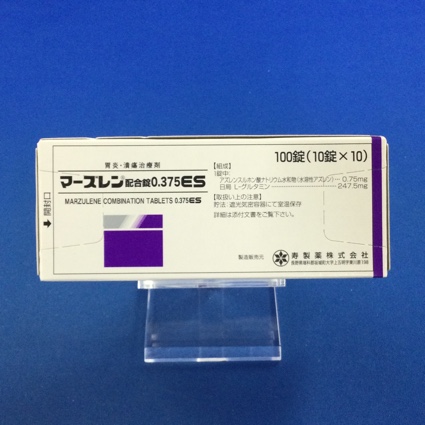 胃炎・潰瘍治療剤
マーズレン配合錠0.375ES
MARZULENE COMBINATION TABLETS 0.375ES
開封口
100錠(10錠×10)
【組成】
1錠中:
アズレンスルホン酸ナトリウム水和物(水溶性アズレン)…0.75mg
日局 L-グルタミン 247.5mg
【取扱い上の注意】
貯法:遮光気密容器にて室温保存
詳細は添付文書をご覧下さい。
製造販売元
寿製薬株式会社